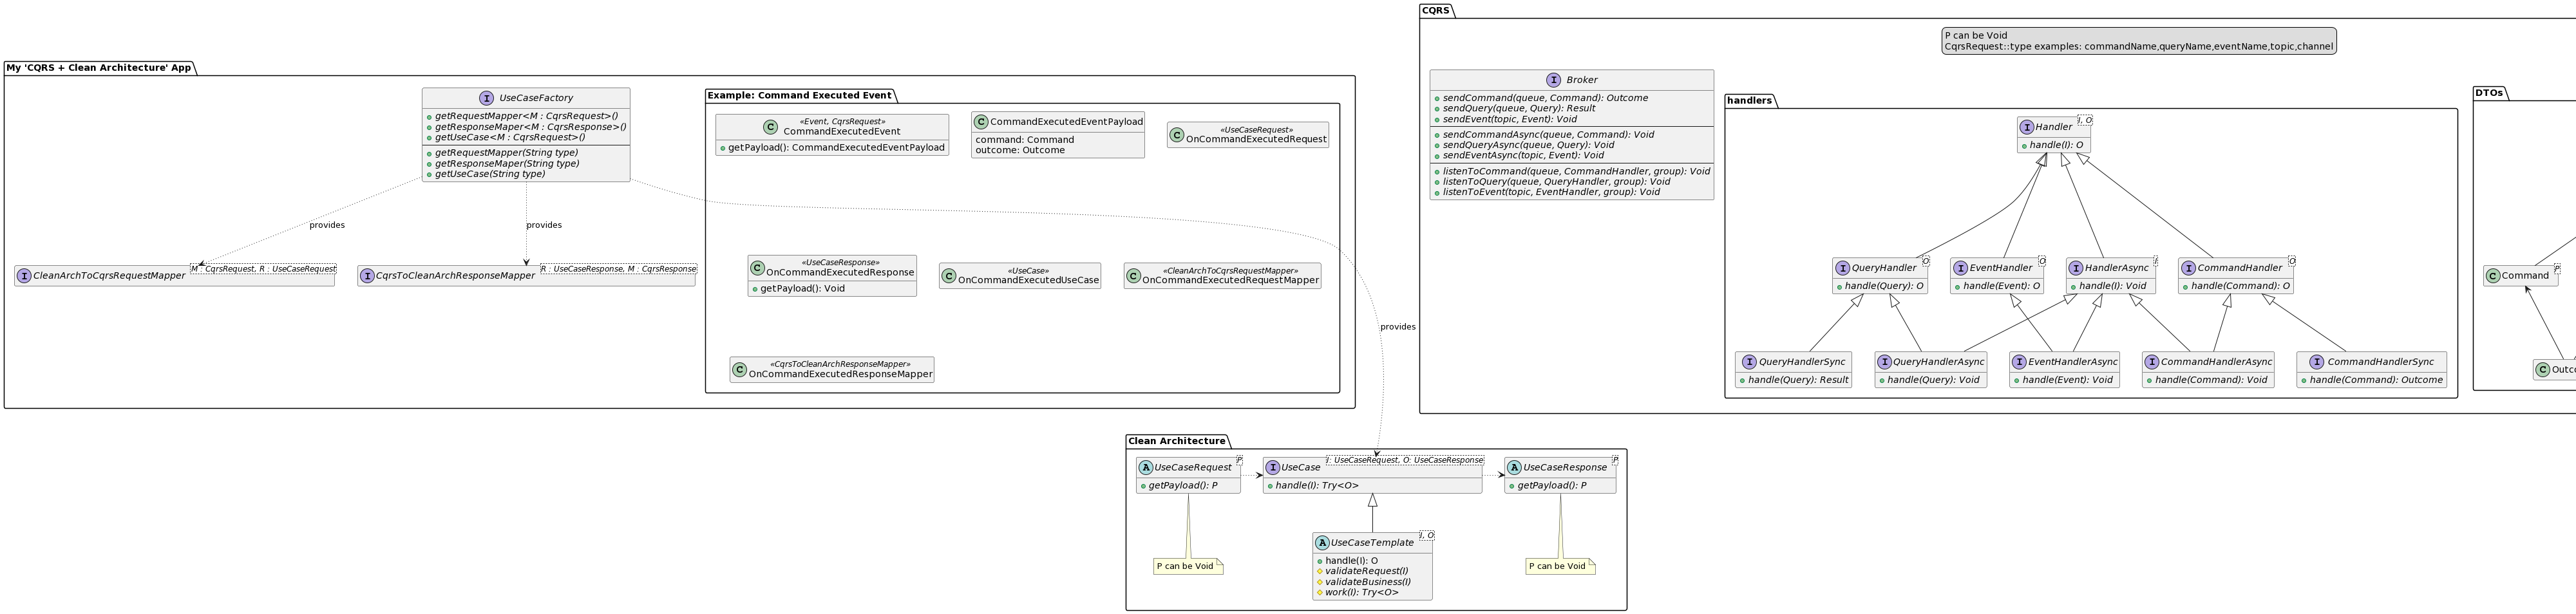 My 'CQRS + Clean Architecture' App
I
UseCaseFactory
getRequestMapper<M : CqrsRequest>()
getResponseMaper<M : CqrsResponse>()
getUseCase<M : CqrsRequest>()
getRequestMapper(String type)
getResponseMaper(String type)
getUseCase(String type)
provides
provides
provides
I
CleanArchToCqrsRequestMapper
M : CqrsRequest, R : UseCaseRequest
I
CqrsToCleanArchResponseMapper
R : UseCaseResponse, M : CqrsResponse
Example: Command Executed Event
C
«Event, CqrsRequest»
CommandExecutedEvent
getPayload(): CommandExecutedEventPayload
C
CommandExecutedEventPayload
command: Command
outcome: Outcome
C
«UseCaseRequest»
OnCommandExecutedRequest
C
«UseCaseResponse»
OnCommandExecutedResponse
getPayload(): Void
C
«UseCase»
OnCommandExecutedUseCase
C
«CleanArchToCqrsRequestMapper»
OnCommandExecutedRequestMapper
C
«CqrsToCleanArchResponseMapper»
OnCommandExecutedResponseMapper
CQRS
P can be Void
CqrsRequest::type examples: commandName,queryName,eventName,topic,channel
I
Broker
sendCommand(queue, Command): Outcome
sendQuery(queue, Query): Result
sendEvent(topic, Event): Void
sendCommandAsync(queue, Command): Void
sendQueryAsync(queue, Query): Void
sendEventAsync(topic, Event): Void
listenToCommand(queue, CommandHandler, group): Void
listenToQuery(queue, QueryHandler, group): Void
listenToEvent(topic, EventHandler, group): Void
handlers
I
Handler
I, O
handle(I): O
I
QueryHandler
O
handle(Query): O
I
EventHandler
O
handle(Event): O
I
HandlerAsync
I
handle(I): Void
I
CommandHandler
O
handle(Command): O
I
QueryHandlerSync
handle(Query): Result
I
QueryHandlerAsync
handle(Query): Void
I
EventHandlerAsync
handle(Event): Void
I
CommandHandlerAsync
handle(Command): Void
I
CommandHandlerSync
handle(Command): Outcome
DTOs
C
Command
P
C
Clean Architecture
A
UseCaseRequest
P
getPayload(): P
I
UseCase
I: UseCaseRequest, O: UseCaseResponse
handle(I): Try<O>
A
UseCaseResponse
P
getPayload(): P
P can be Void
A
UseCaseTemplate
I, O
handle(I): O
validateRequest(I)
validateBusiness(I)
work(I): Try<O>
P can be Void